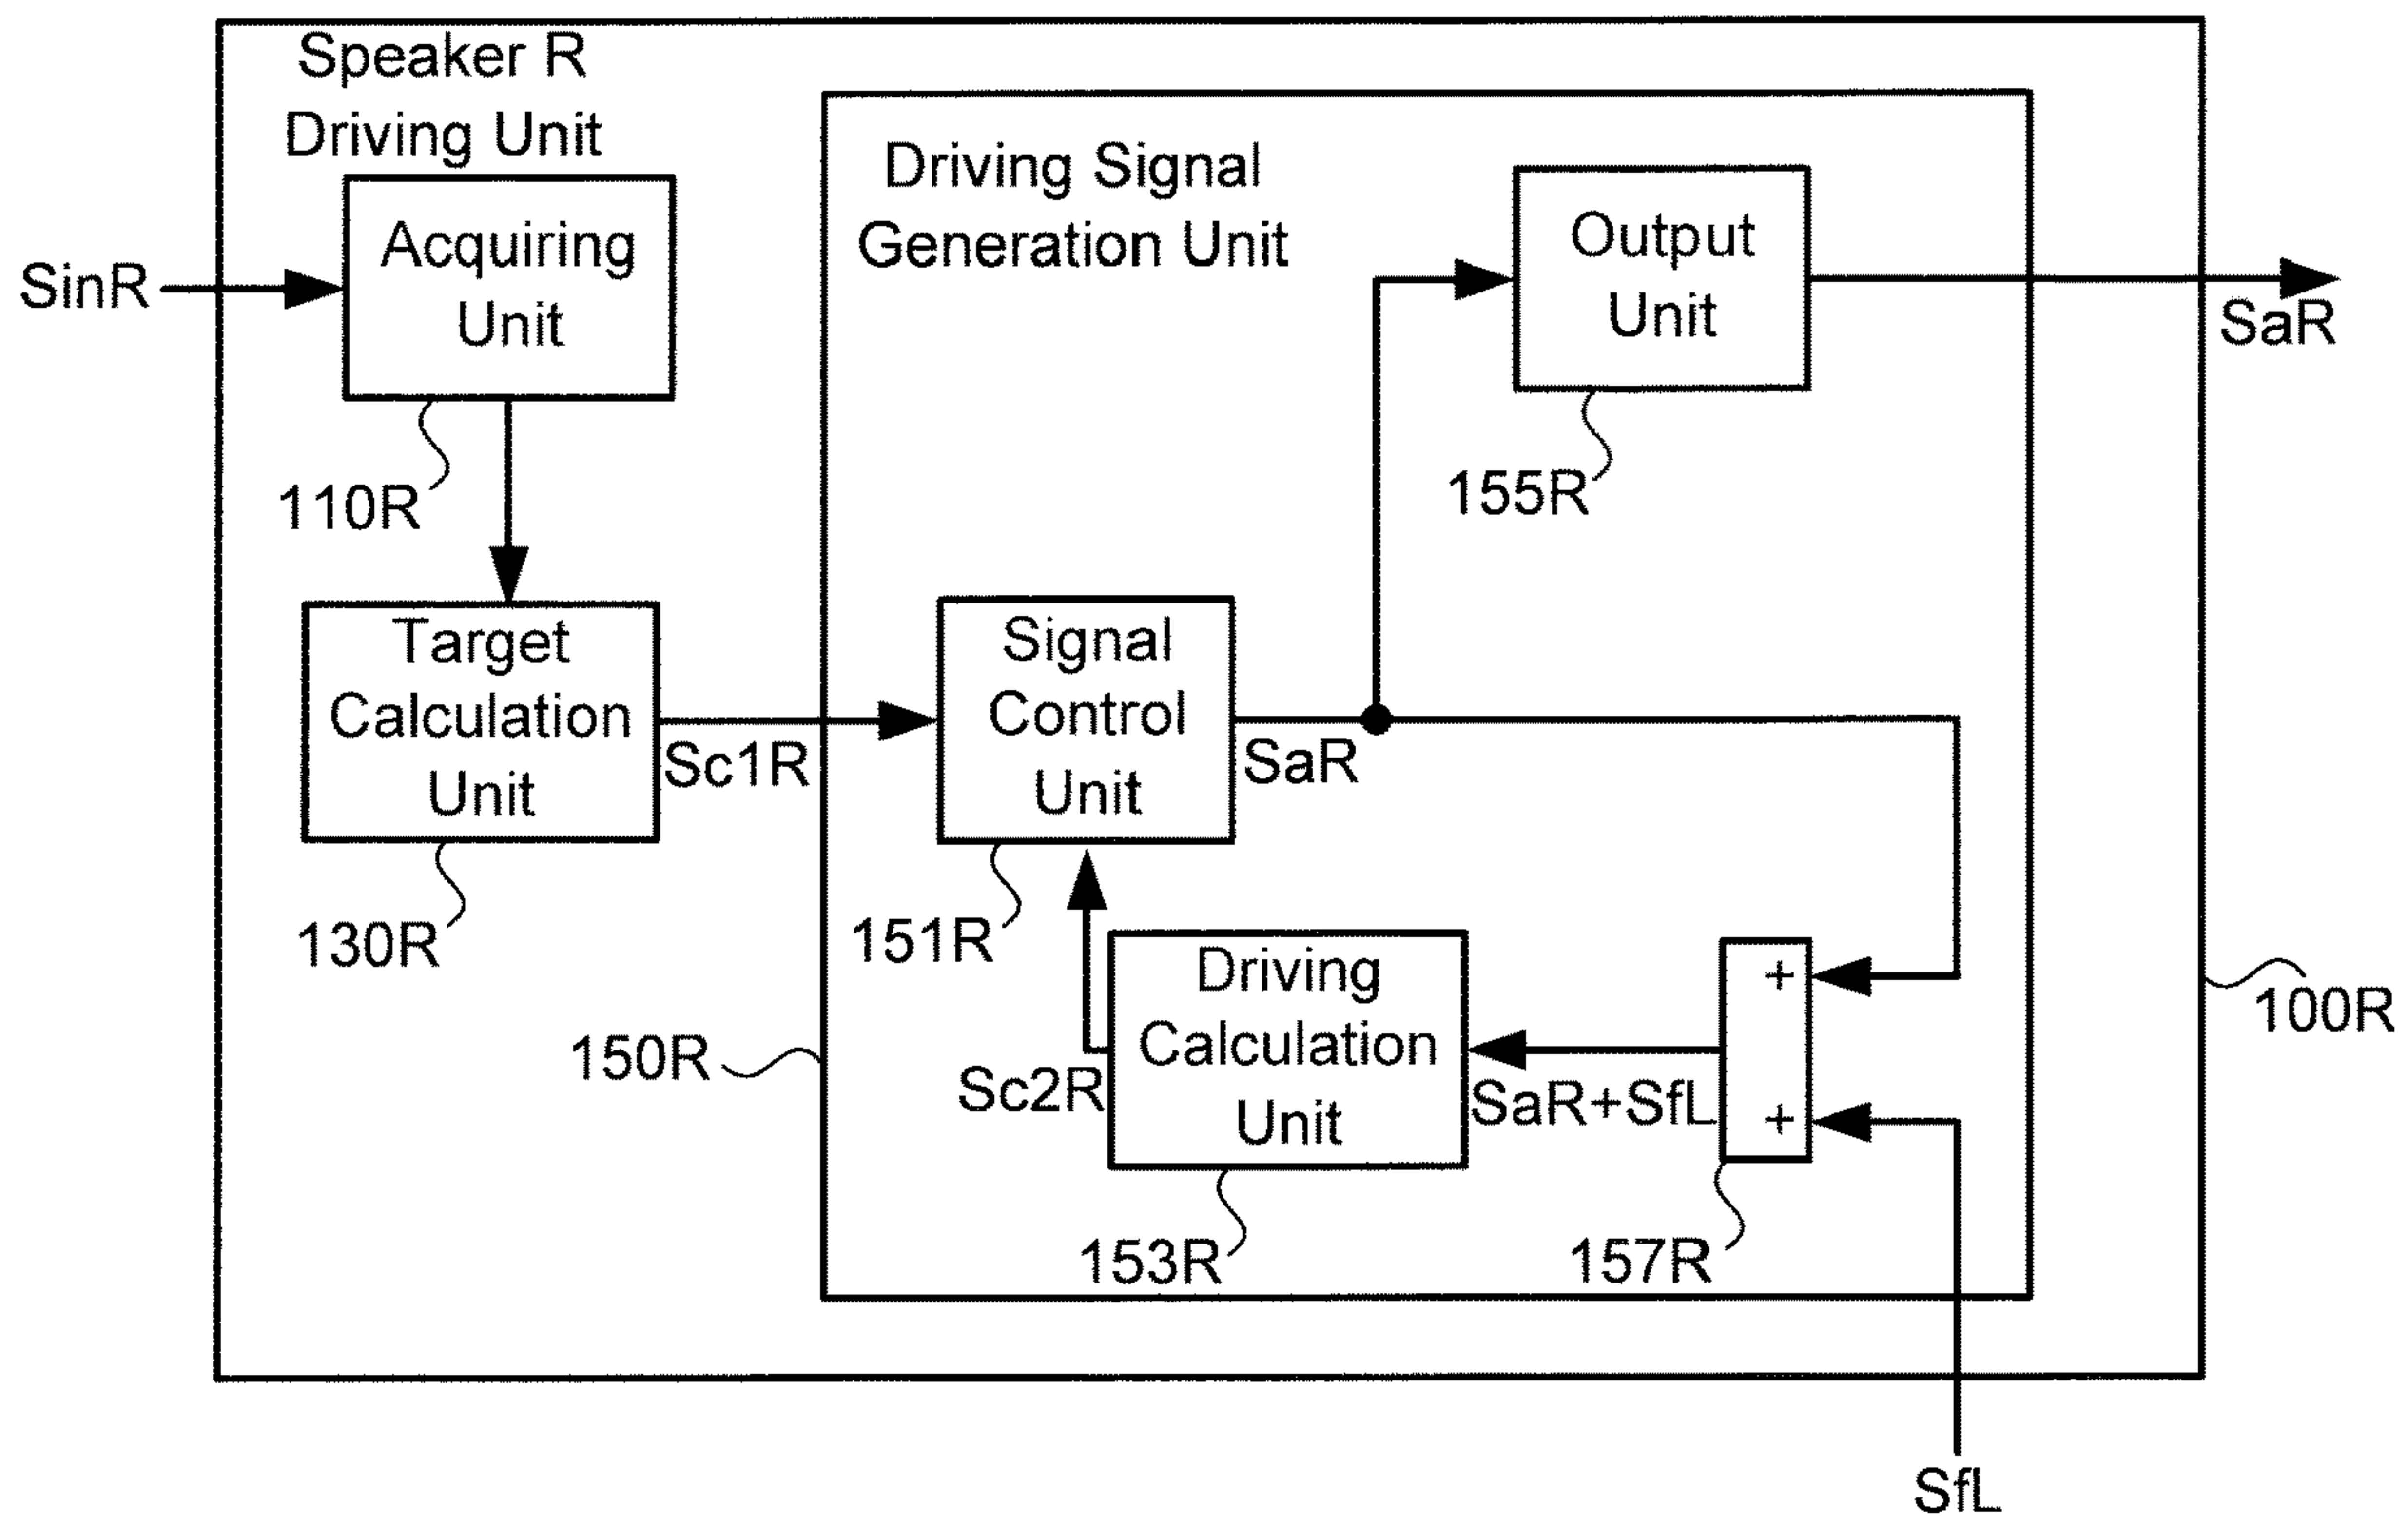 Speaker R
Driving Unit
SinR
Acquiring
Unit
110R
Target
Calculation
Unit
130R
Sc1R
Driving Signal
Generation Unit
Output
Unit
155R
SaR
Signal
Control
Unit
151R
SaR
Driving
Calculation
Unit
153R
Sc2R
SaR+SfL
+
+
157R
150R
100R
SfL